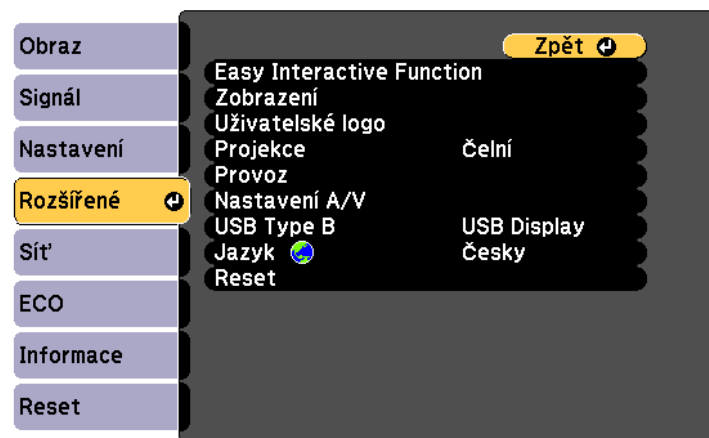 Obraz
Signál
Nastavení
Rozšířené
Síť
ECO
Informace
Reset
Zpět
Easy Interactive Function
Zobrazení
Uživatelské logo
Projekce Čelní
Provoz
Nastavení A/V
USB Type B USB Display
Jazyk Česky
Reset